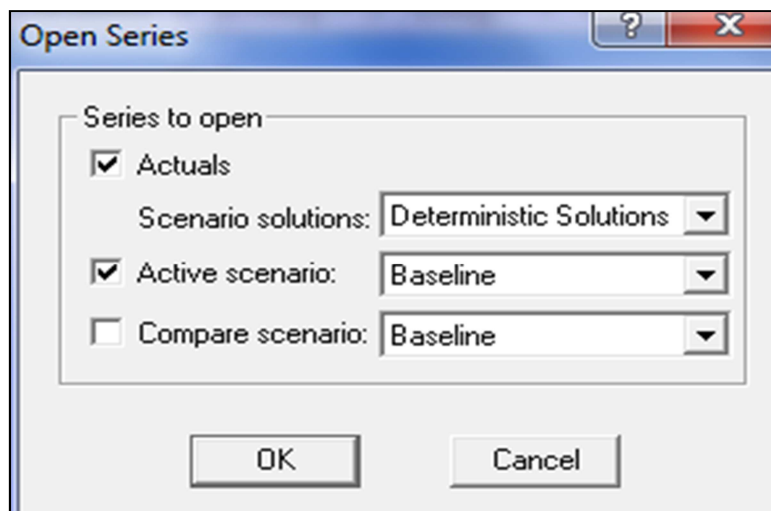 Open Series
?
Series to open
Actuals
Scenario solutions: Deterministic Solutions
Active scenario: Baseline
Compare scenario: Baseline
OK Cancel